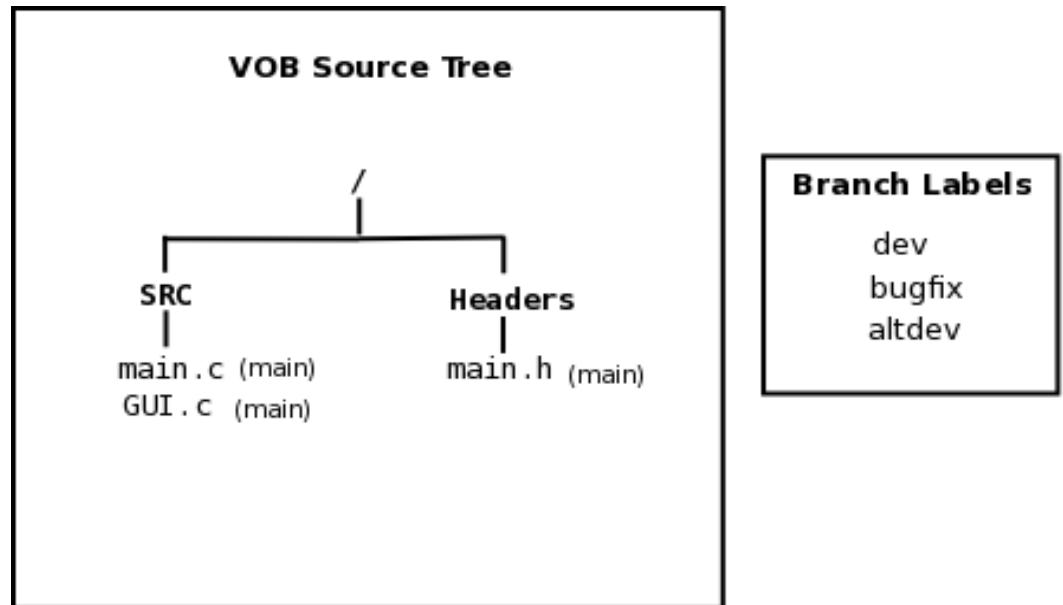 VOB Source Tree
/
SRC
Headers
main.c (main)
main.h (main)
GUI.c (main)
Branch Labels
dev
bugfix
altdev